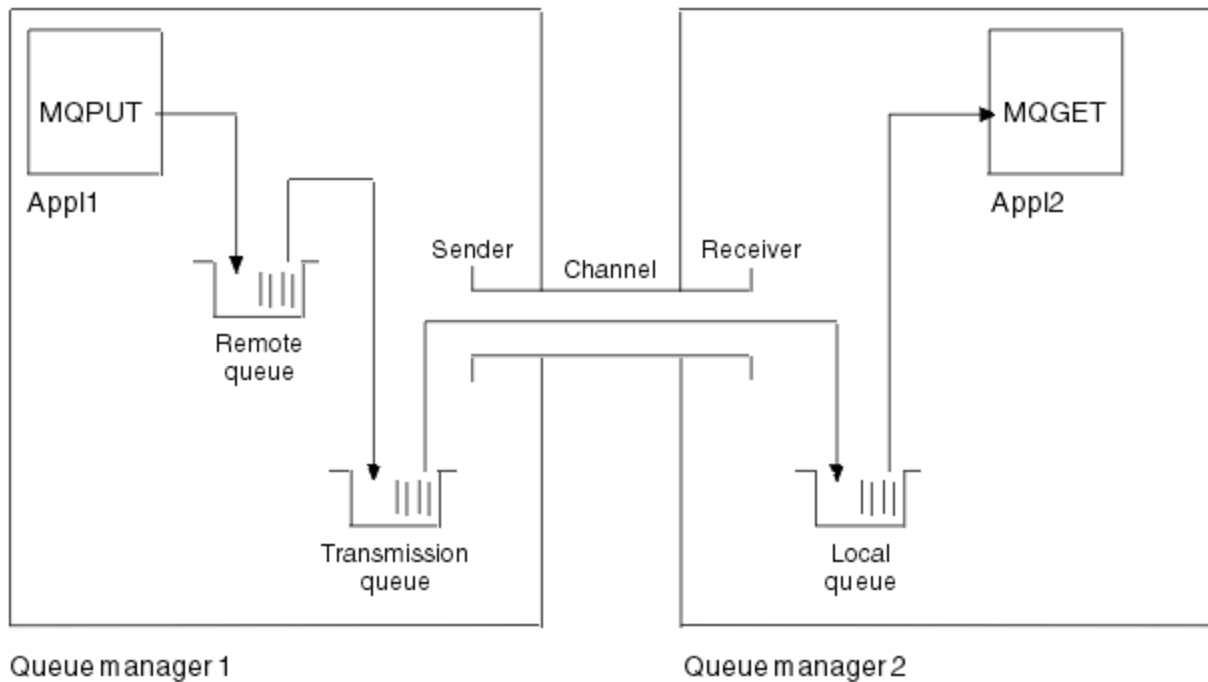 MQPUT
MQGET
Appl1
Appl2
Sender
Channel
Receiver
Remote
queue
Transmission
queue
Local
queue
Queue manager 1
Queue manager 2